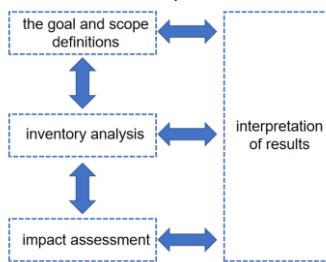 the goal and scope
definitions
inventory analysis
interpretation
of results
impact assessment